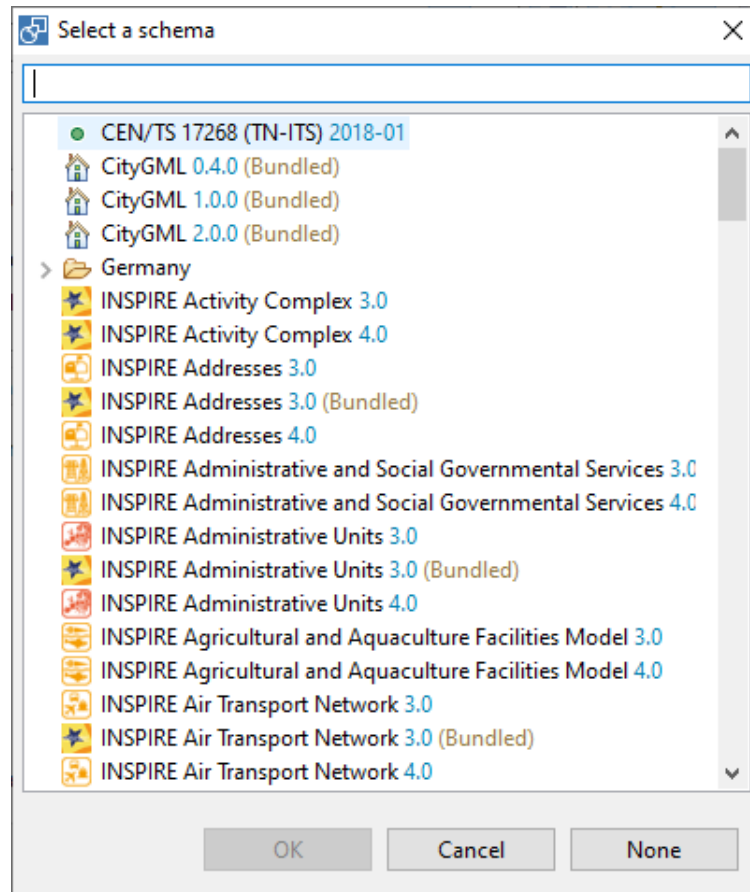 Select a schema
CEN/TS 17268 (TN-ITS) 2018-01
CityGML 0.4.0 (Bundled)
CityGML 1.0.0 (Bundled)
CityGML 2.0.0 (Bundled)
Germany
INSPIRE Activity Complex 3.0
INSPIRE Activity Complex 4.0
INSPIRE Addresses 3.0
INSPIRE Addresses 3.0 (Bundled)
INSPIRE Addresses 4.0
INSPIRE Administrative and Social Governmental Services 3.0
INSPIRE Administrative and Social Governmental Services 4.0
INSPIRE Administrative Units 3.0
INSPIRE Administrative Units 3.0 (Bundled)
INSPIRE Administrative Units 4.0
INSPIRE Agricultural and Aquaculture Facilities Model 3.0
INSPIRE Agricultural and Aquaculture Facilities Model 4.0
INSPIRE Air Transport Network 3.0
INSPIRE Air Transport Network 3.0 (Bundled)
INSPIRE Air Transport Network 4.0
OK Cancel None